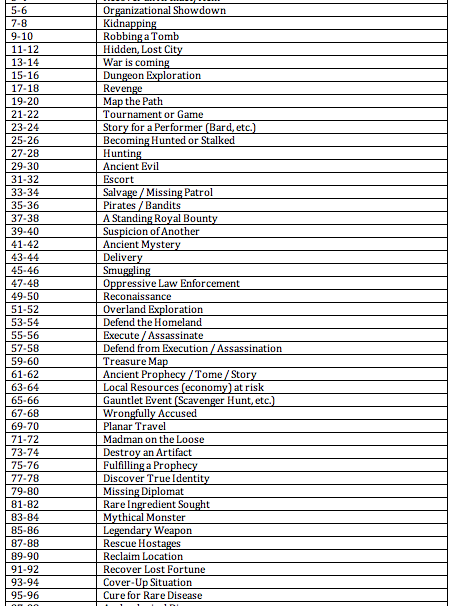 5-6 Organizational Showdown
7-8 Kidnapping
9-10 Robbing a Tomb
11-12 Hidden, Lost City
13-14 War is coming
15-16 Dungeon Exploration
17-18 Revenge
19-20 Map the Path
21-22 Tournament or Game
23-24 Story for a Performer (Bard, etc.)
25-26 Becoming Hunted or Stalked
27-28 Hunting
29-30 Ancient Evil
31-32 Escort
33-34 Salvage / Missing Patrol
35-36 Pirates / Bandits
37-38 A Standing Royal Bounty
39-40 Suspicion of Another
41-42 Ancient Mystery
43-44 Delivery
45-46 Smuggling
47-48 Oppressive Law Enforcement
49-50 Reconaissance
51-52 Overland Exploration
53-54 Defend the Homeland
55-56 Execute / Assassinate
57-58 Defend from Execution / Assassination
59-60 Treasure Map
61-62 Ancient Prophecy / Tome / Story
63-64 Local Resources (economy) at risk
65-66 Gauntlet Event (Scavenger Hunt, etc.)
67-68 Wrongfully Accused
69-70 Planar Travel
71-72 Madman on the Loose
73-74 Destroy an Artifact
75-76 Fulfilling a Prophecy
77-78 Discover True Identity
79-80 Missing Diplomat
81-82 Rare Ingredient Sought
83-84 Mythical Monster
85-86 Legendary Weapon
87-88 Rescue Hostages
89-90 Reclaim Location
91-92 Recover Lost Fortune
93-94 Cover-Up Situation
95-96 Cure for Rare Disease